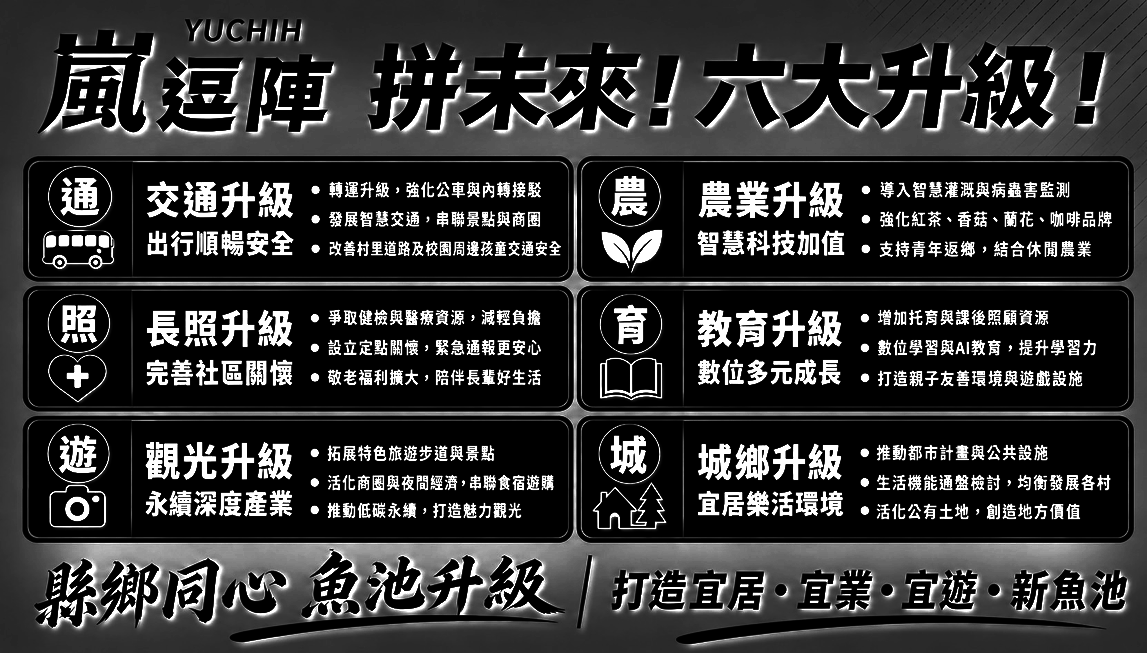 YUCHIH
嵐逗陣 拼未來！六大升級！
通
交通升級
出行順暢安全
● 轉運升級，強化公車與內轉接駁
● 發展智慧交通，串聯景點與商圈
● 改善村里道路及校園周邊孩童交通安全
農
農業升級
智慧科技加值
● 導入智慧灌溉與病蟲害監測
● 強化紅茶、香菇、蘭花、咖啡品牌
● 支持青年返鄉，結合休閒農業
照
長照升級
完善社區關懷
● 爭取健檢與醫療資源，減輕負擔
● 設立定點關懷，緊急通報更安心
● 敬老福利擴大，陪伴長輩好生活
育
教育升級
數位多元成長
● 增加托育與課後照顧資源
● 數位學習與AI教育，提升學習力
● 打造親子友善環境與遊戲設施
遊
觀光升級
永續深度產業
● 拓展特色旅遊步道與景點
● 活化商圈與夜間經濟，串聯食宿遊購
● 推動低碳永續，打造魅力觀光
城
城鄉升級
宜居樂活環境
● 推動都市計畫與公共設施
● 生活機能通盤檢討，均衡發展各村
● 活化公有土地，創造地方價值
縣鄉同心 魚池升級 | 打造宜居・宜業・宜遊・新魚池